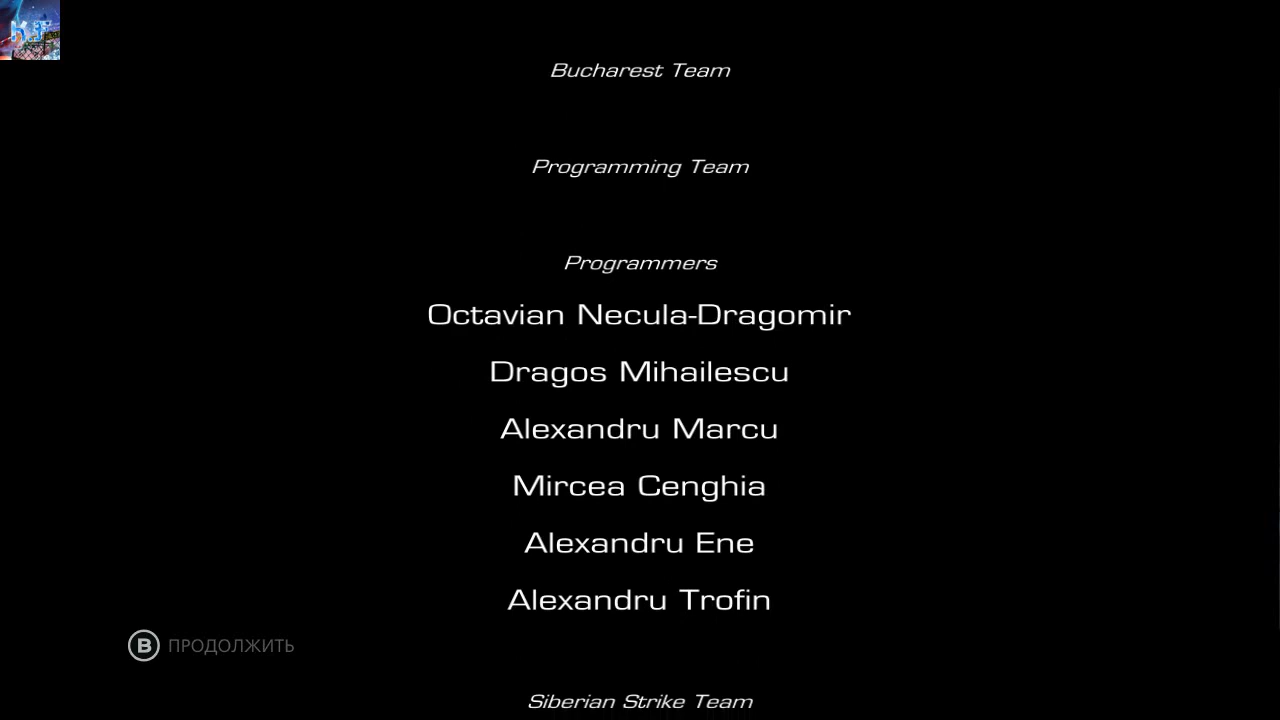 Bucharest Team
Programming Team
Programmers
Octavian Necula-Dragomir
Dragos Mihailescu
Alexandru Marcu
Mircea Cenghia
Alexandru Ene
Alexandru Trofin
B ПРОДОЛЖИТЬ
Siberian Strike Team